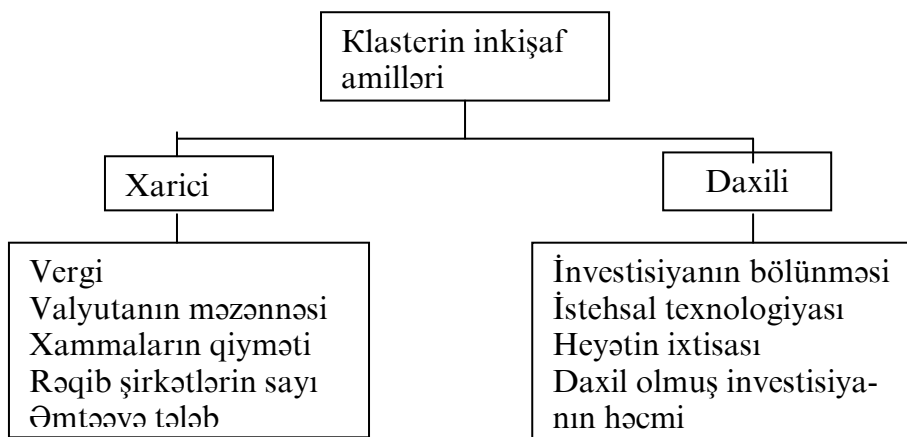 Klasterin inkişaf
amilləri
Xarici
Daxili
Vergi
Valyutanın məzənnəsi
Xammaların qiyməti
Rəqib şirkətlərin sayı
Əmtəəyə tələb
İnvestisiyanın bölünməsi
İstehsal texnologiyası
Heyətin ixtisası
Daxil olmuş investisiya-
nın həcmi